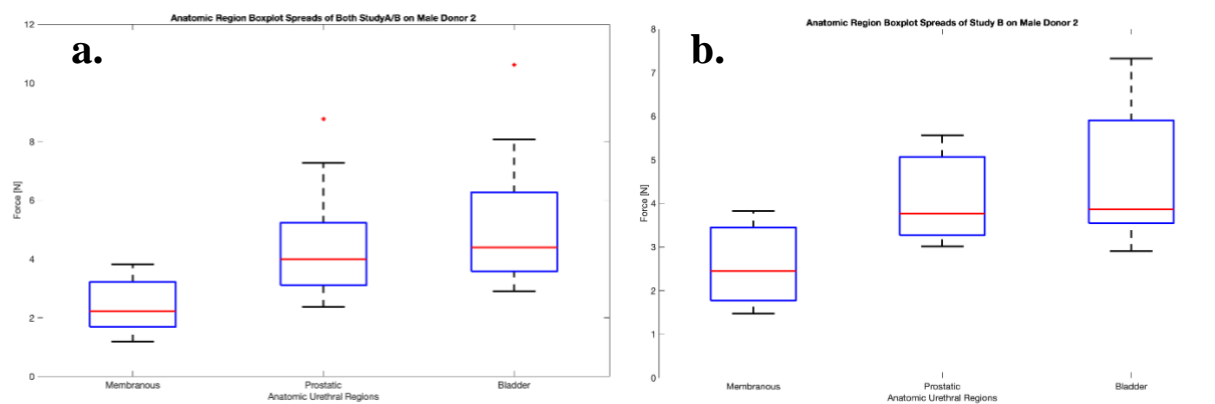 Anatomic Region Boxplot Spreads of Both StudyA/B on Male Donor 2
a.
12
10
8
6
4
2
0
Force [N]
Membranous
Prostatic
Bladder
Anatomic Urethral Regions
Anatomic Region Boxplot Spreads of Study B on Male Donor 2
b.
8
7
6
5
4
3
2
1
0
Force [N]
Membranous
Prostatic
Bladder
Anatomic Urethral Regions